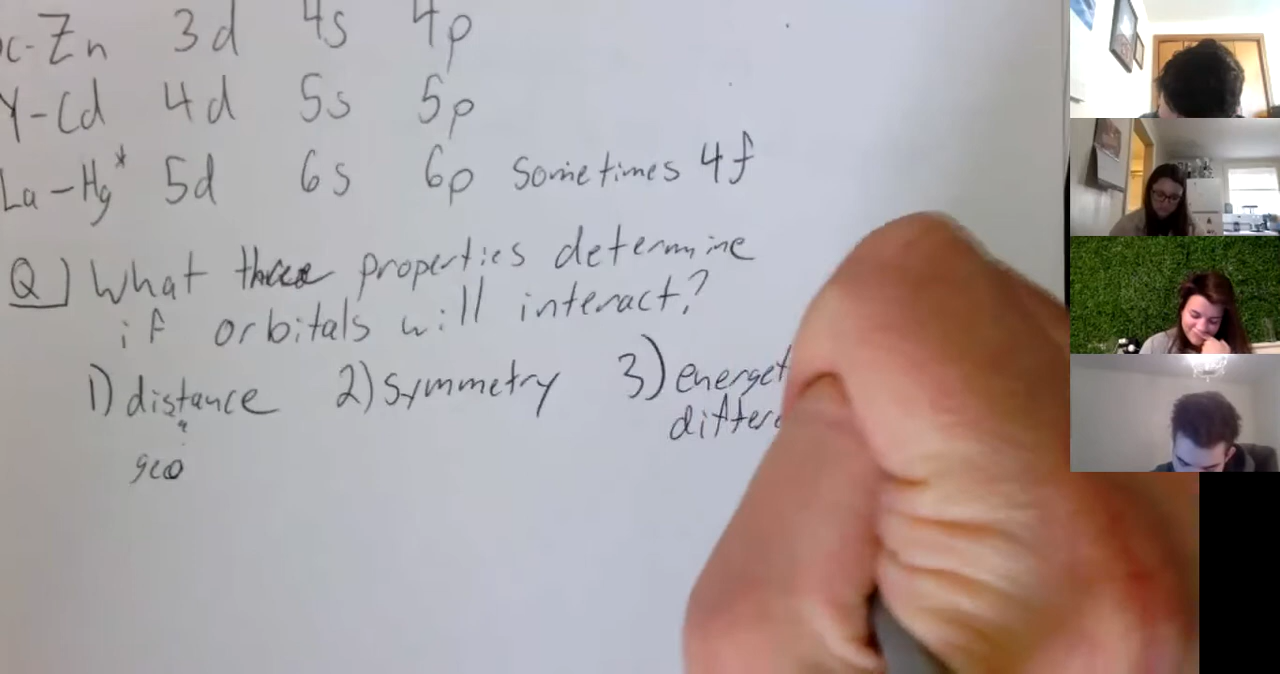 c-Zn 3d 4s 4p
Y-Cd 4d 5s 5p
La-Hg* 5d 6s 6p Sometimes 4f
Q] What three properties determine
if orbitals will interact?
1) distance 2) Symmetry 3) energet
differe
geo